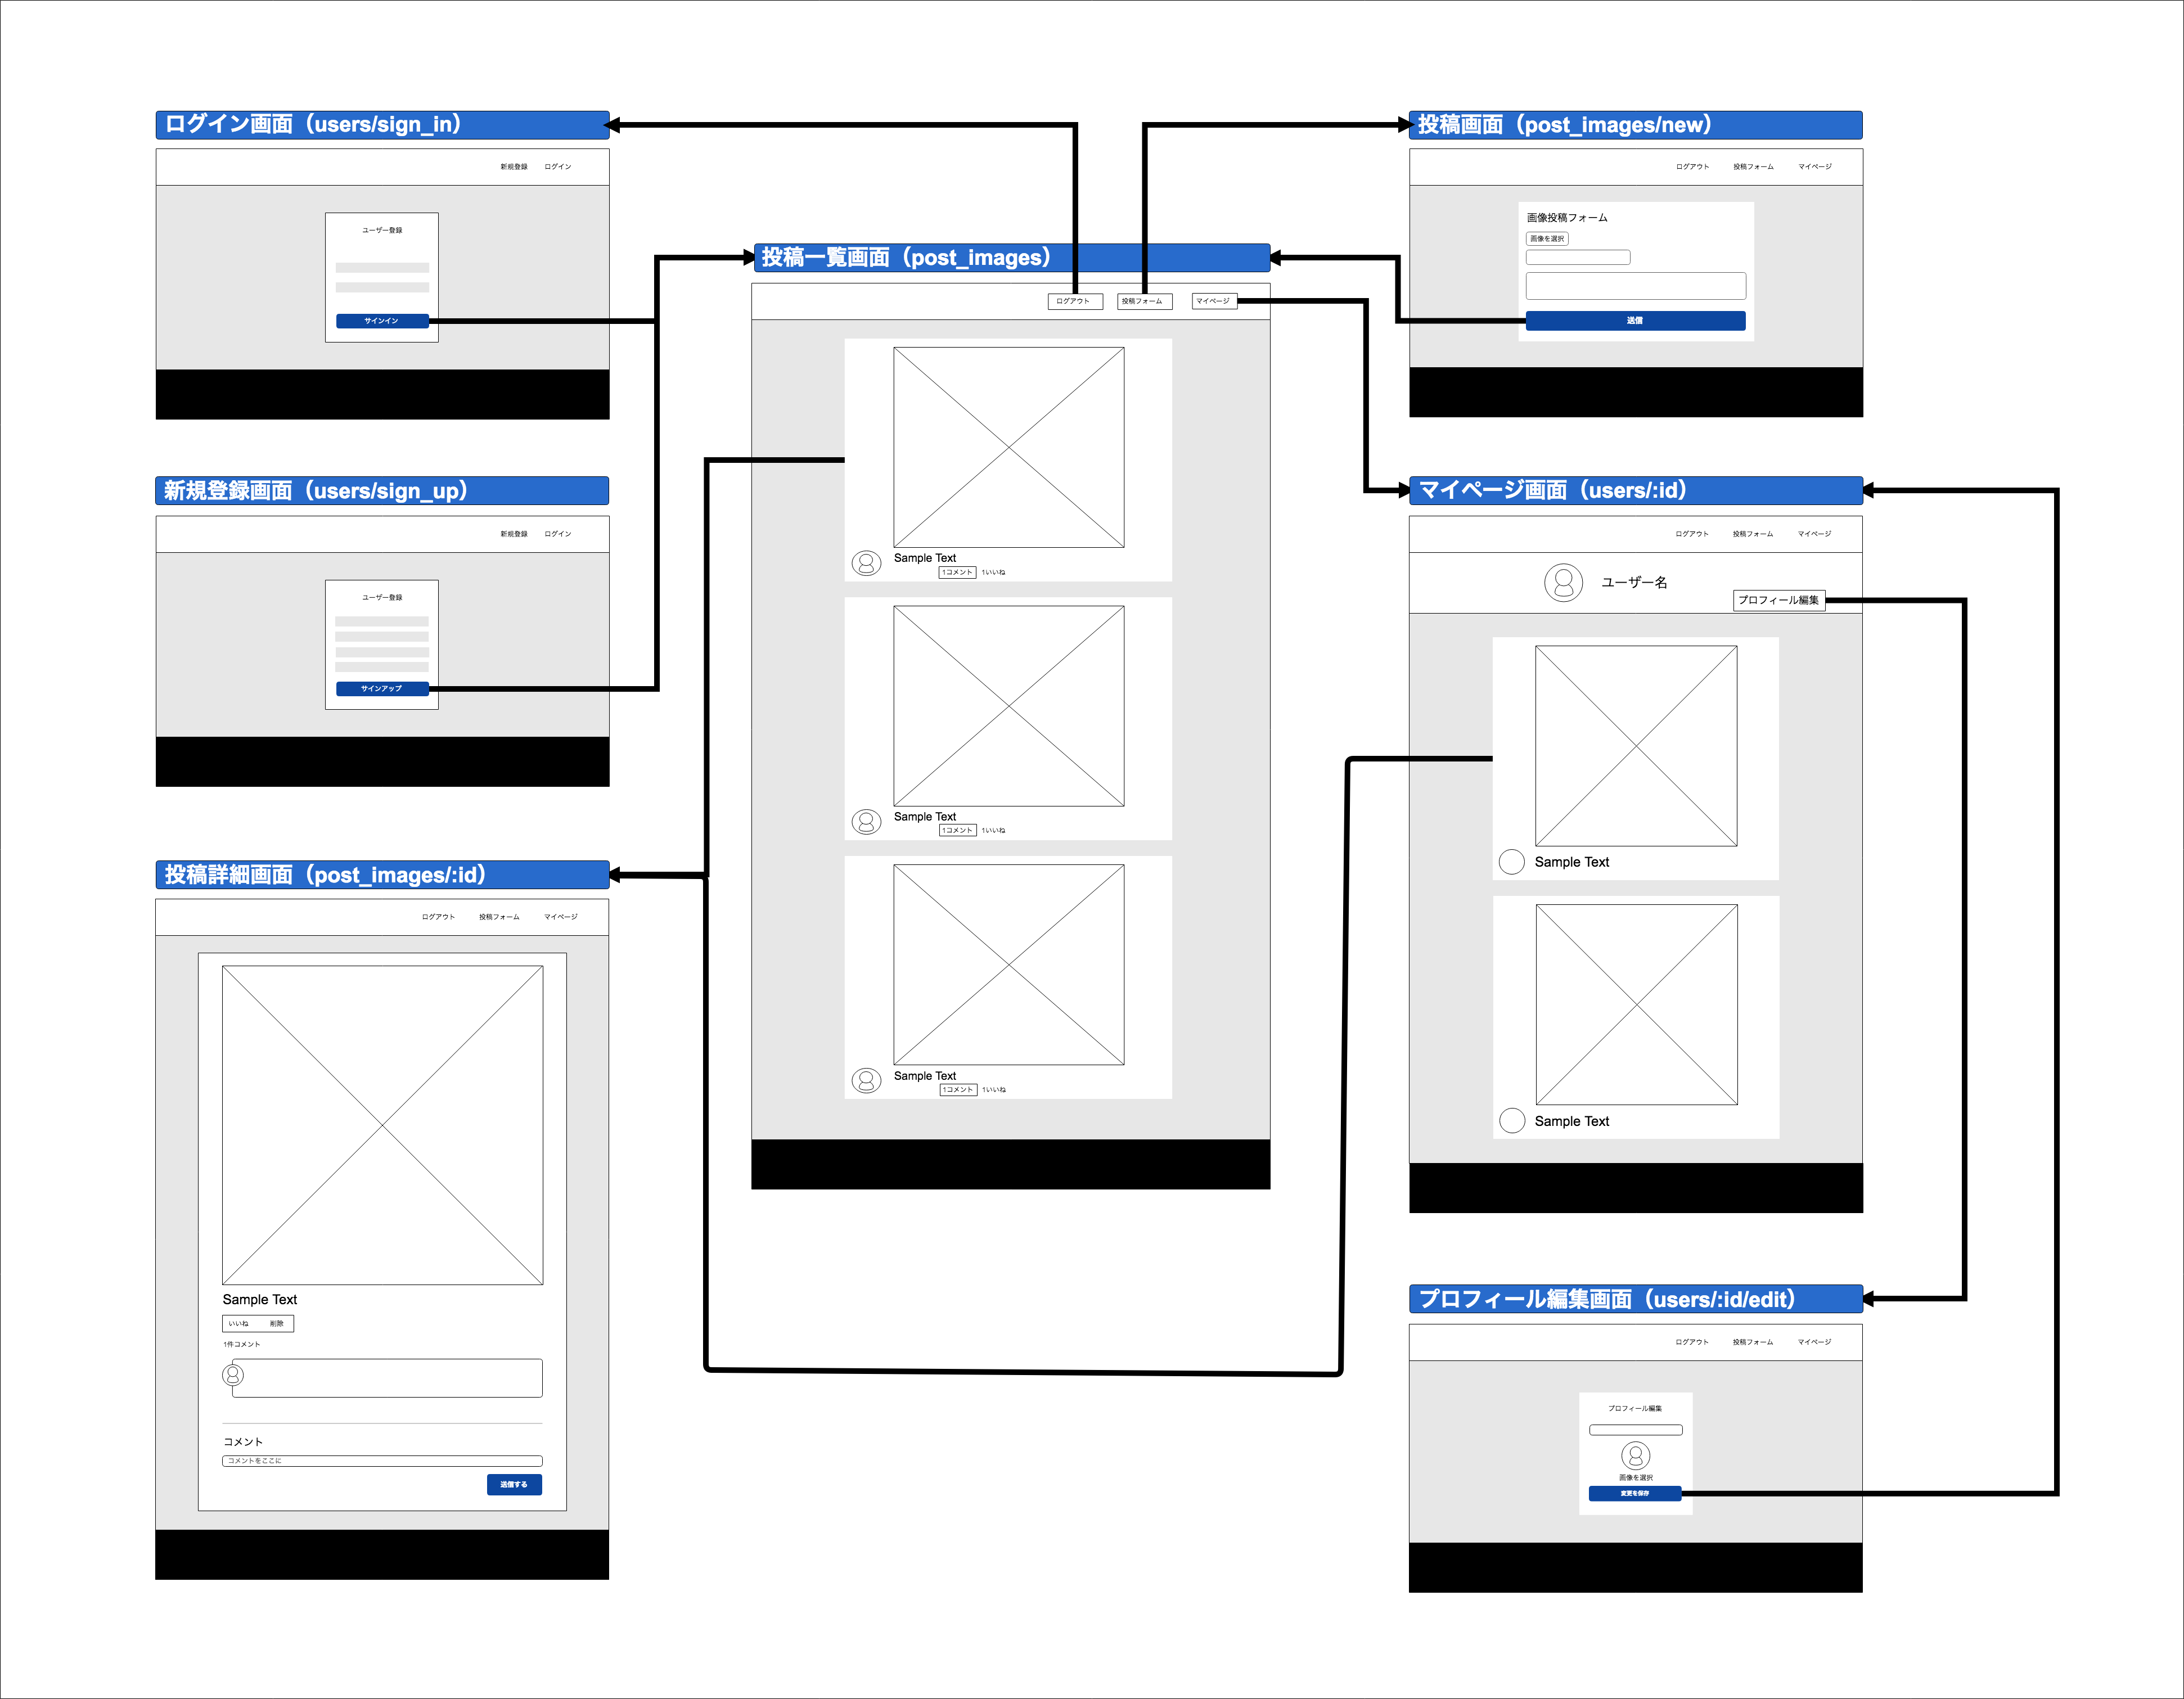 ログイン画面（users/sign_in）
新規登録 ログイン
ユーザー登録
サインイン
新規登録画面（users/sign_up）
新規登録 ログイン
ユーザー登録
サインアップ
投稿詳細画面（post_images/:id）
ログアウト 投稿フォーム マイページ
Sample Text
いいね 削除
1件コメント
コメント
コメントをここに
送信する
投稿一覧画面（post_images）
ログアウト 投稿フォーム マイページ
Sample Text
1コメント 1いいね
Sample Text
1コメント 1いいね
Sample Text
1コメント 1いいね
投稿画面（post_images/new）
ログアウト 投稿フォーム マイページ
画像投稿フォーム
画像を選択
送信
マイページ画面（users/:id）
ログアウト 投稿フォーム マイページ
ユーザー名
プロフィール編集
Sample Text
Sample Text
プロフィール編集画面（users/:id/edit）
ログアウト 投稿フォーム マイページ
プロフィール編集
画像を選択
変更を保存